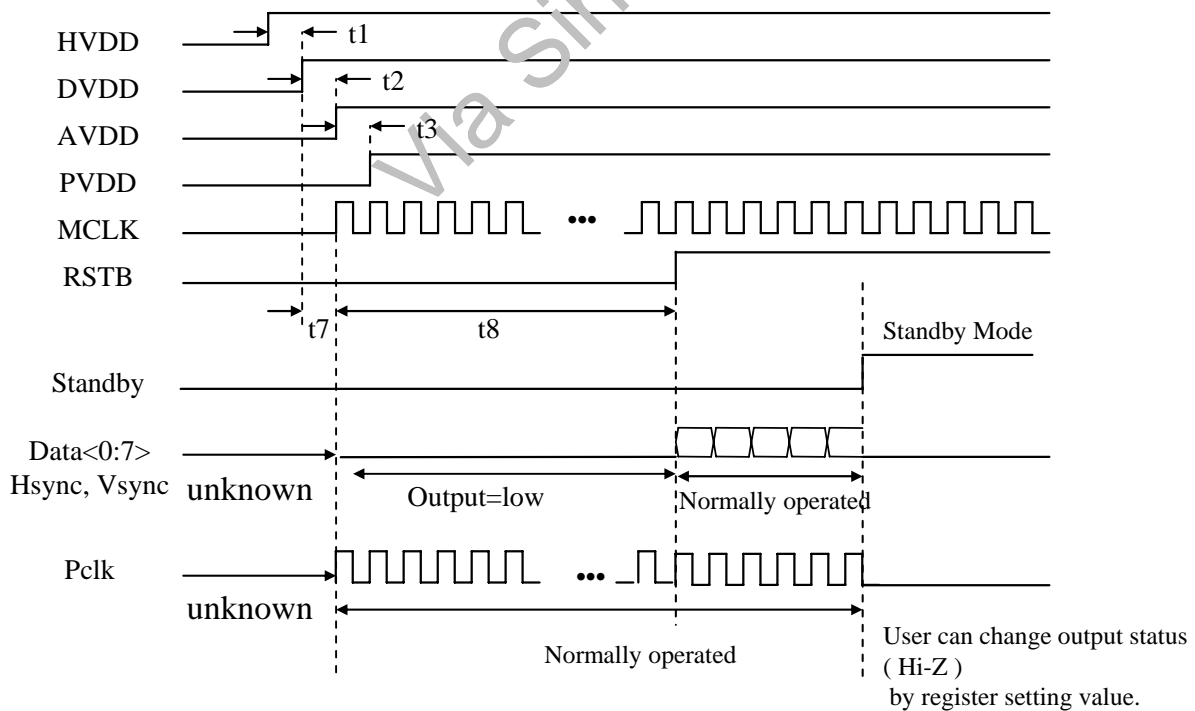 HVDD
t1
DVDD
t2
AVDD
t3
PVDD
MCLK
•••
RSTB
t7
t8
Standby Mode
Standby
Data<0:7>
Hsync, Vsync
unknown
Output=low
Normally operated
Pclk
•••
unknown
Normally operated
User can change output status
( Hi-Z )
by register setting value.
Via